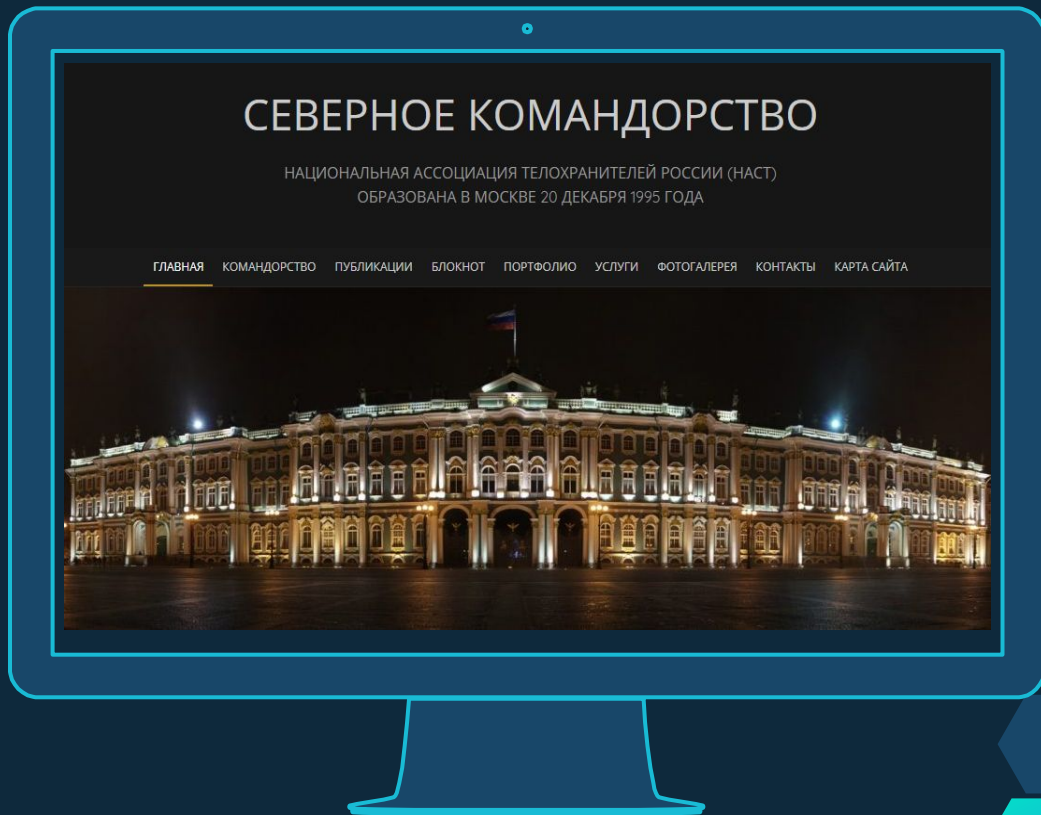 СЕВЕРНОЕ КОМАНДОРСТВО
НАЦИОНАЛЬНАЯ АССОЦИАЦИЯ ТЕЛОХРАНИТЕЛЕЙ РОССИИ (НАСТ)
ОБРАЗОВАНА В МОСКВЕ 20 ДЕКАБРЯ 1995 ГОДА
ГЛАВНАЯ КОМАНДОРСТВО ПУБЛИКАЦИИ БЛОКНОТ ПОРТФОЛИО УСЛУГИ ФОТОГАЛЕРЕЯ КОНТАКТЫ КАРТА САЙТА